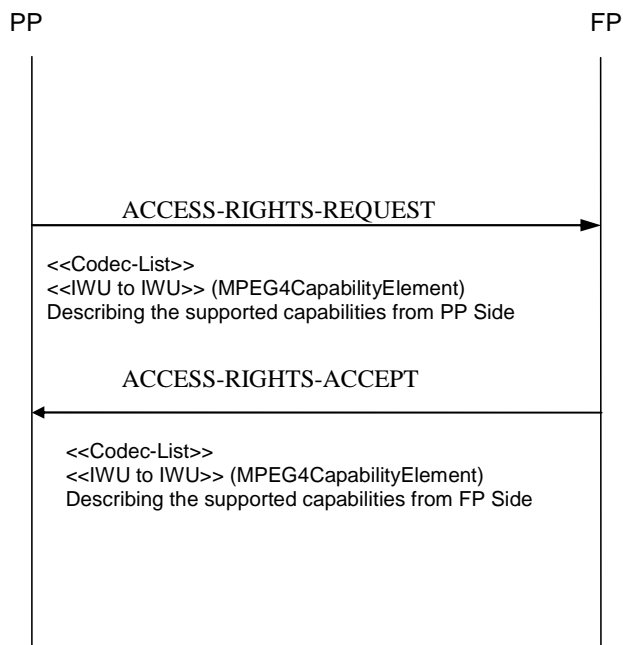 PP FP
ACCESS-RIGHTS-REQUEST
<<Codec-List>>
<<IWU to IWU>> (MPEG4CapabilityElement)
Describing the supported capabilities from PP Side
ACCESS-RIGHTS-ACCEPT
<<Codec-List>>
<<IWU to IWU>> (MPEG4CapabilityElement)
Describing the supported capabilities from FP Side